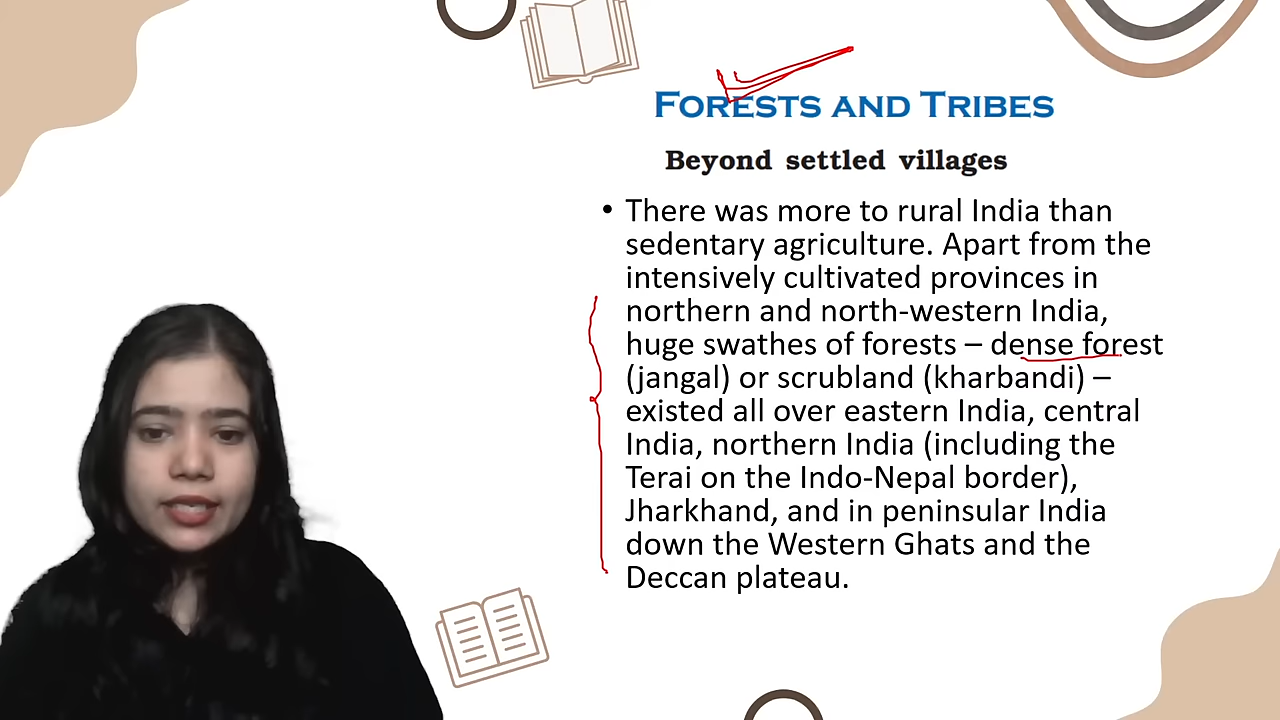 FORESTS AND TRIBES
Beyond settled villages
• There was more to rural India than
sedentary agriculture. Apart from the
intensively cultivated provinces in
northern and north-western India,
huge swathes of forests – dense forest
(jangal) or scrubland (kharbandi) –
existed all over eastern India, central
India, northern India (including the
Terai on the Indo-Nepal border),
Jharkhand, and in peninsular India
down the Western Ghats and the
Deccan plateau.